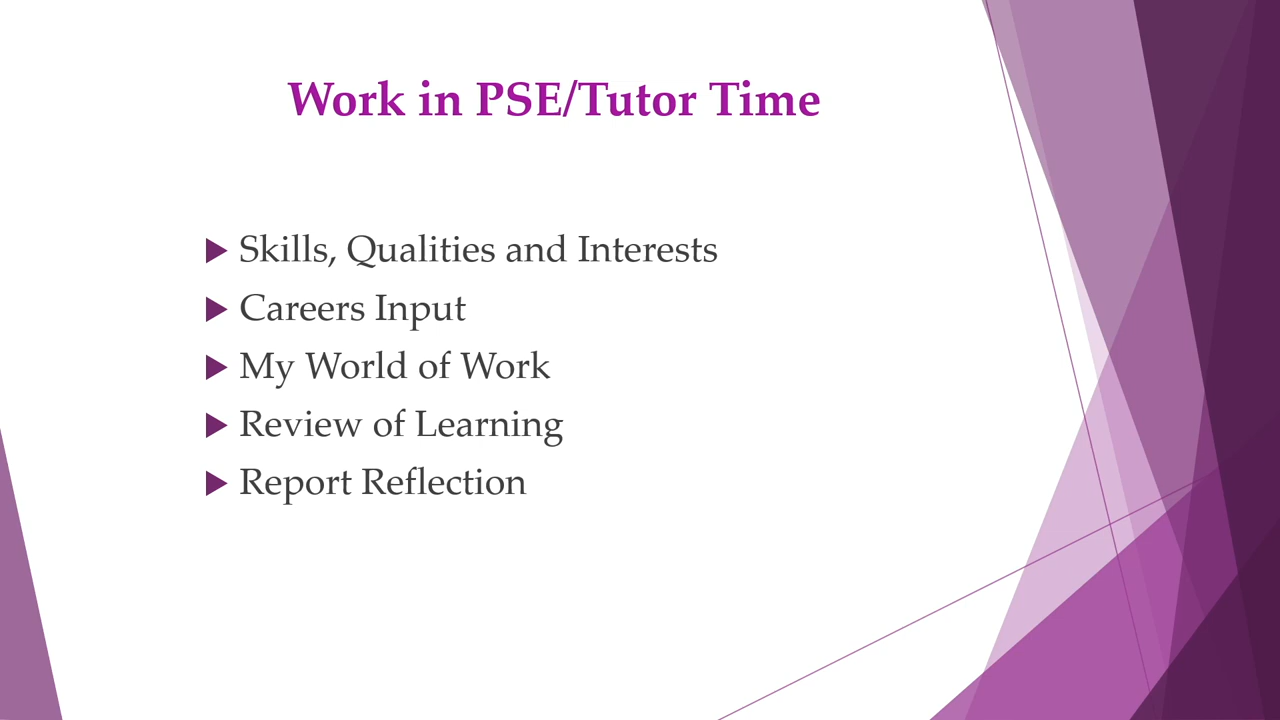 Work in PSE/Tutor Time
Skills, Qualities and Interests
Careers Input
My World of Work
Review of Learning
Report Reflection